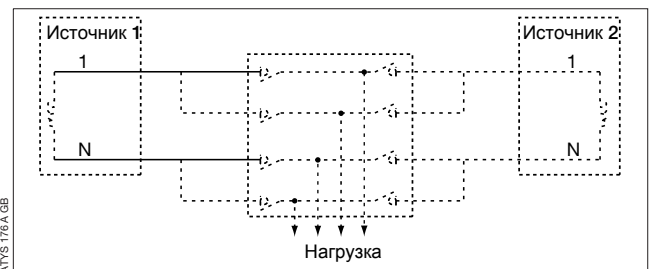 Источник 1
Источник 2
1
1
N
N
Нагрузка
ATYS 176 A GB